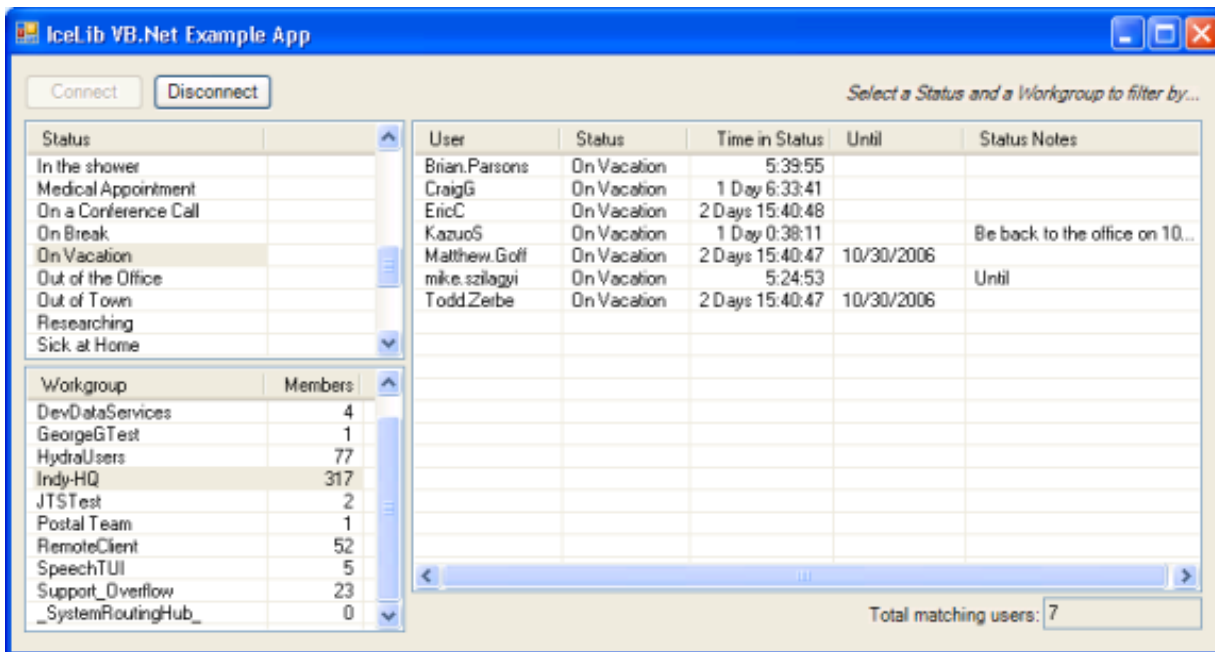 IceLib VB.Net Example App
Connect Disconnect Select a Status and a Workgroup to filter by...
Status
In the shower
Medical Appointment
On a Conference Call
On Break
On Vacation
Out of the Office
Out of Town
Researching
Sick at Home
Workgroup Members
DevDataServices 4
GeorgeGTest 1
HydraUsers 77
Indy-HQ 317
JTSTest 2
Postal Team 1
RemoteClient 52
SpeechTUI 5
Support_Overflow 23
_SystemRoutingHub_ 0
User Status Time in Status Until Status Notes
Brian.Parsons On Vacation 5:39:55
CraigG On Vacation 1 Day 6:33:41
EricC On Vacation 2 Days 15:40:48
KazuoS On Vacation 1 Day 0:38:11 Be back to the office on 10...
Matthew.Goff On Vacation 2 Days 15:40:47 10/30/2006
mike.szilagyi On Vacation 5:24:53 Until
Todd.Zerbe On Vacation 2 Days 15:40:47 10/30/2006
Total matching users: 7